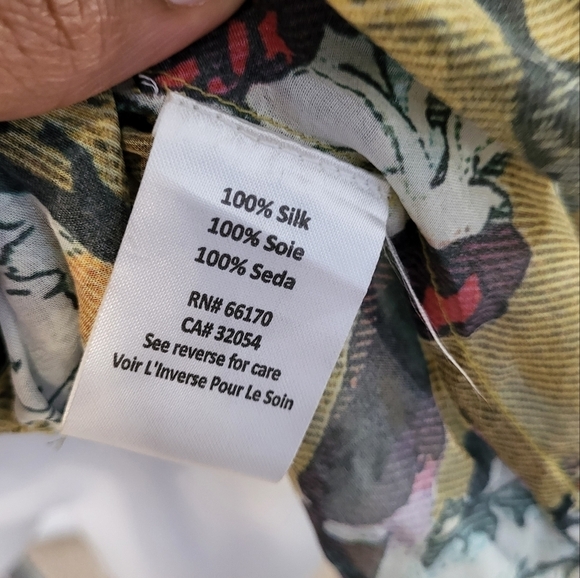 100% Silk
100% Soie
100% Seda
RN# 66170
CA# 32054
See reverse for care
Voir L'Inverse Pour Le Soin